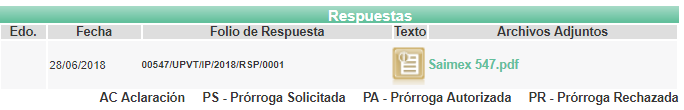 Respuestas
Edo. Fecha Folio de Respuesta Texto Archivos Adjuntos
28/06/2018 00547/UPVT/IP/2018/RSP/0001 Saimex 547.pdf
AC Aclaración PS - Prórroga Solicitada PA - Prórroga Autorizada PR - Prórroga Rechazada